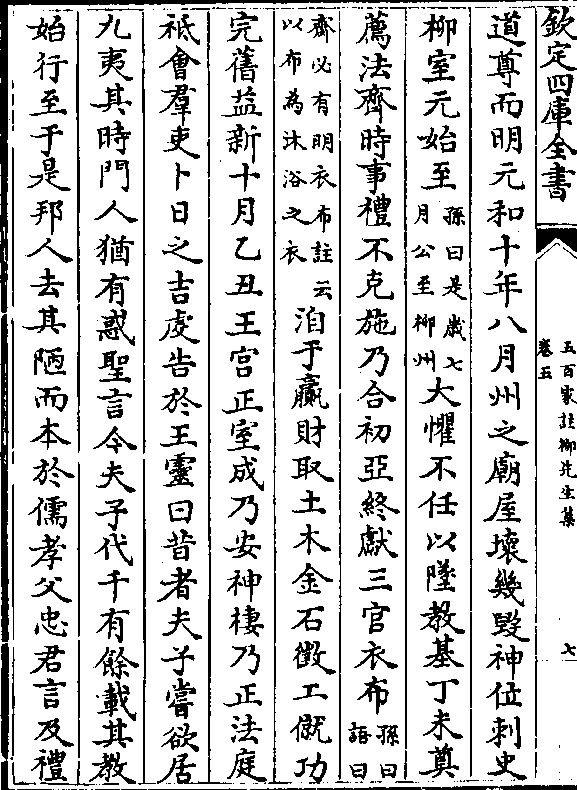 欽定四庫全書
五百家註柳先生集
卷五
七
道尊而明元和十年八月州之廟屋壞幾毀神位刺史
柳宗元始至孫曰是歲七月公至柳州大懼不任以墜教基丁未奠
薦法齊時事禮不克施乃合初亞終獻三官衣布孫曰語曰
齊必有明衣布註云以布為沐浴之衣洎于羸財取土木金石徵工僦功
完舊益新十月乙丑王宫正室成乃安神棲乃正法庭
祗會羣吏卜日之吉虔告於王靈曰昔者夫子嘗欲居
九夷其時門人猶有惑聖言今夫子代千有餘載其教
始行至于是邦人去其陋而本於儒孝父忠君言及禮